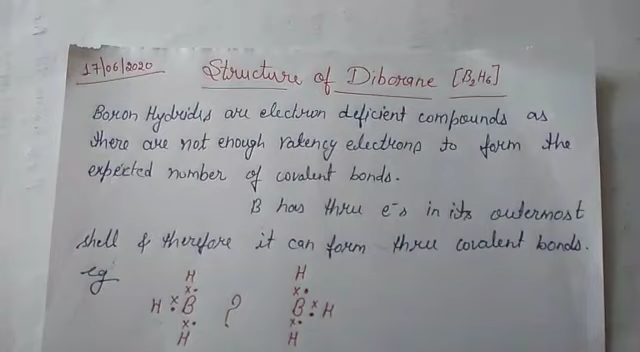 17/06/2020 Structure of Diborane [B2H6]
Boron Hydrides are electron deficient compounds as
there are not enough valency electrons to form the
expected number of covalent bonds.
B has three e-s in its outermost
shell & therefore it can form three covalent bonds.
eg
H H
H B ? B H
H H